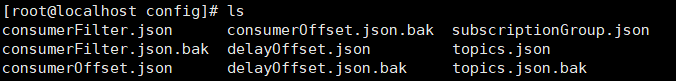 [root@localhost config]# ls
consumerFilter.json consumerOffset.json.bak subscriptionGroup.json
consumerFilter.json.bak delayOffset.json topics.json
consumerOffset.json delayOffset.json.bak topics.json.bak